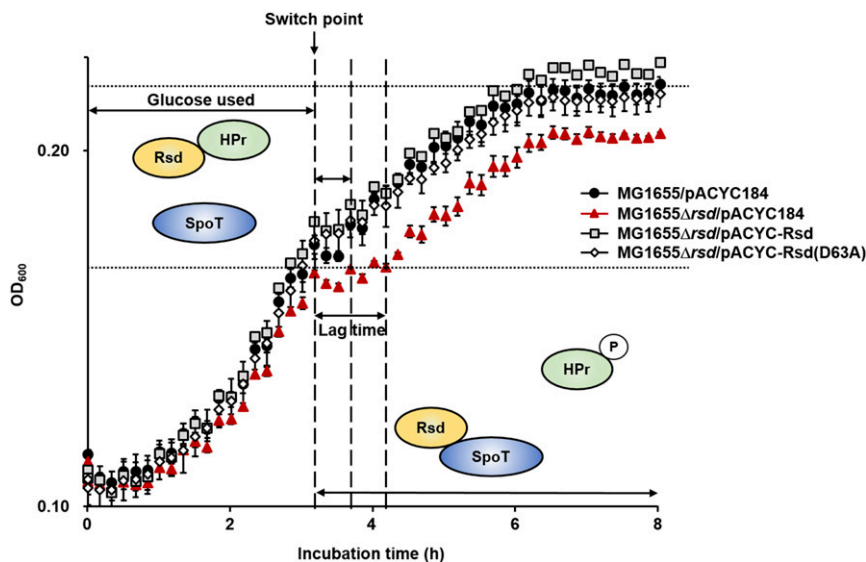 Switch point
Glucose used
HPr
Rsd
SpoT
0.20
MG1655/pACYC184
MG1655Δrsd/pACYC184
MG1655Δrsd/pACYC-Rsd
MG1655Δrsd/pACYC-Rsd(D63A)
OD600
Lag time
P
HPr
Rsd
SpoT
0.10
0 2 4 6 8
Incubation time (h)